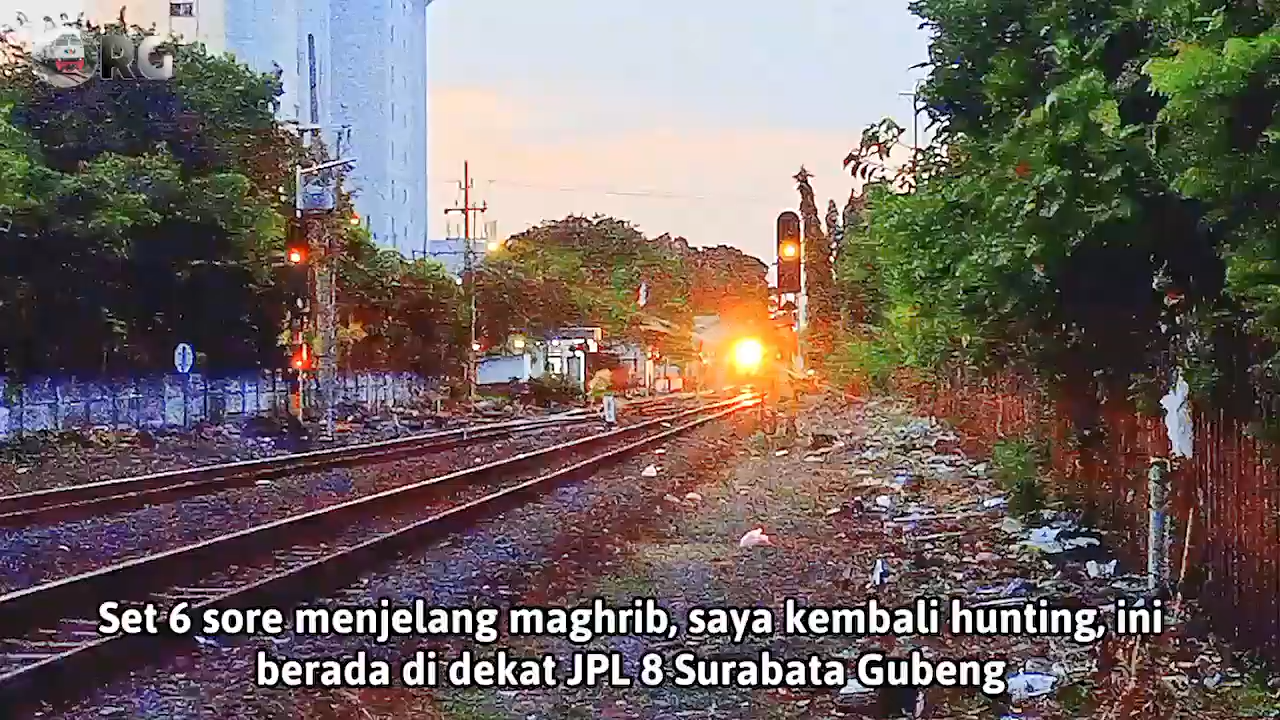 RG
Set 6 sore menjelang maghrib, saya kembali hunting, ini
berada di dekat JPL 8 Surabata Gubeng